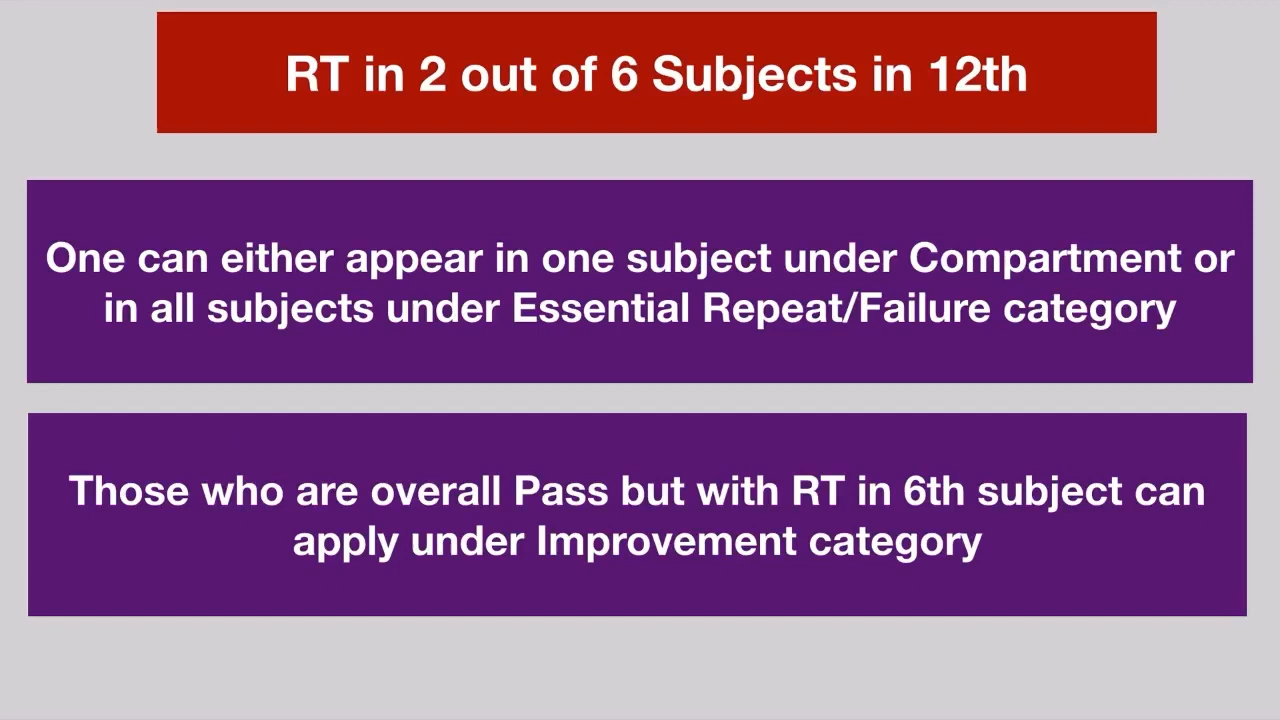 RT in 2 out of 6 Subjects in 12th
One can either appear in one subject under Compartment or
in all subjects under Essential Repeat/Failure category
Those who are overall Pass but with RT in 6th subject can
apply under Improvement category